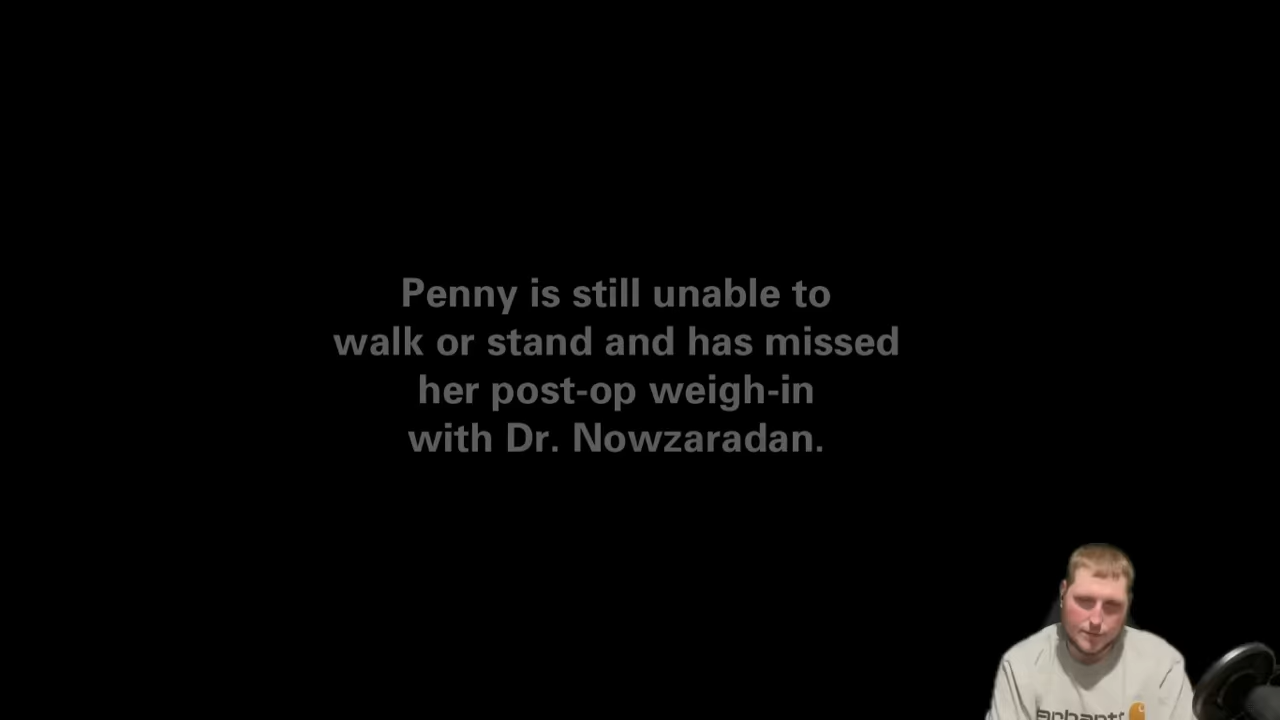 Penny is still unable to
walk or stand and has missed
her post-op weigh-in
with Dr. Nowzaradan.